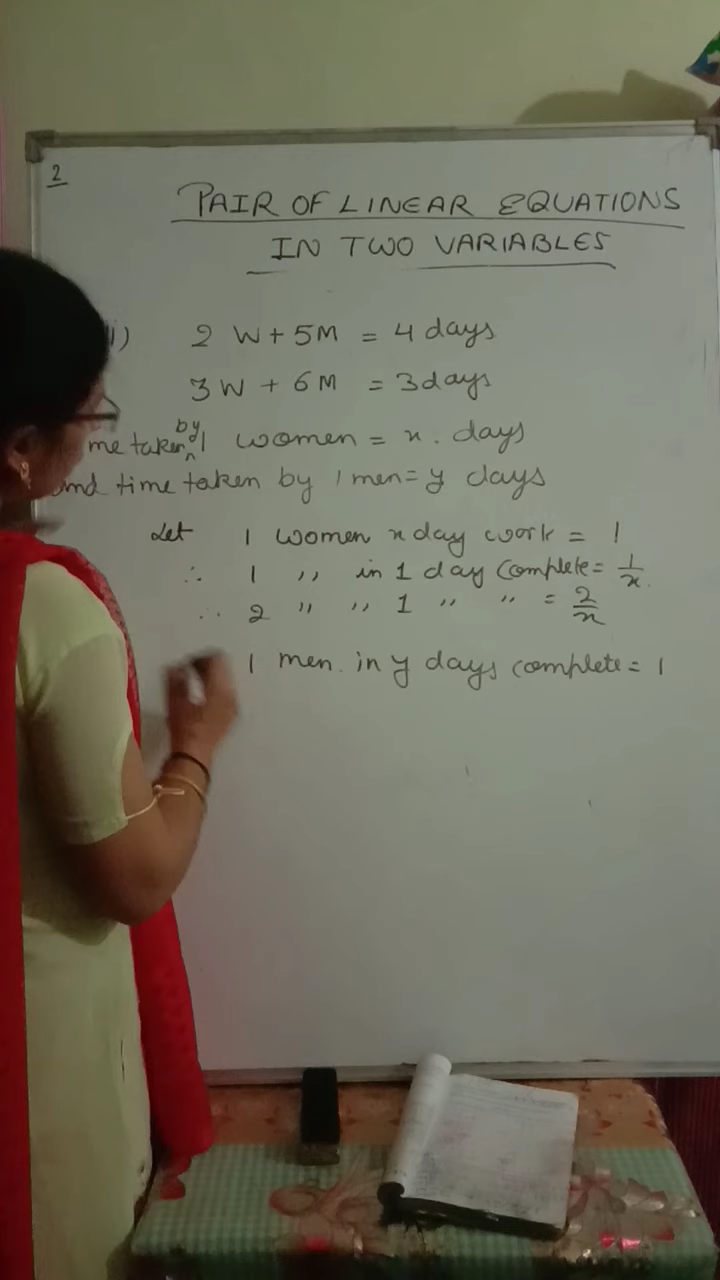 2
PAIR OF LINEAR EQUATIONS
IN TWO VARIABLES
) 2 W + 5M = 4 days
3 W + 6M = 3 days
me taken by 1 women = x. days
and time taken by 1 men = y days
Let 1 women x day work = 1
∴ 1 ,, in 1 day complete = 1/x.
∴ 2 ,, ,, 1 ,, ,, = 2/x
1 men. in y days complete = 1